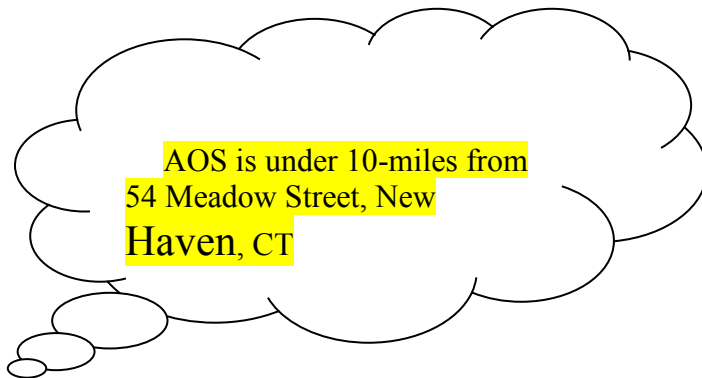 AOS is under 10-miles from
54 Meadow Street, New
Haven, CT